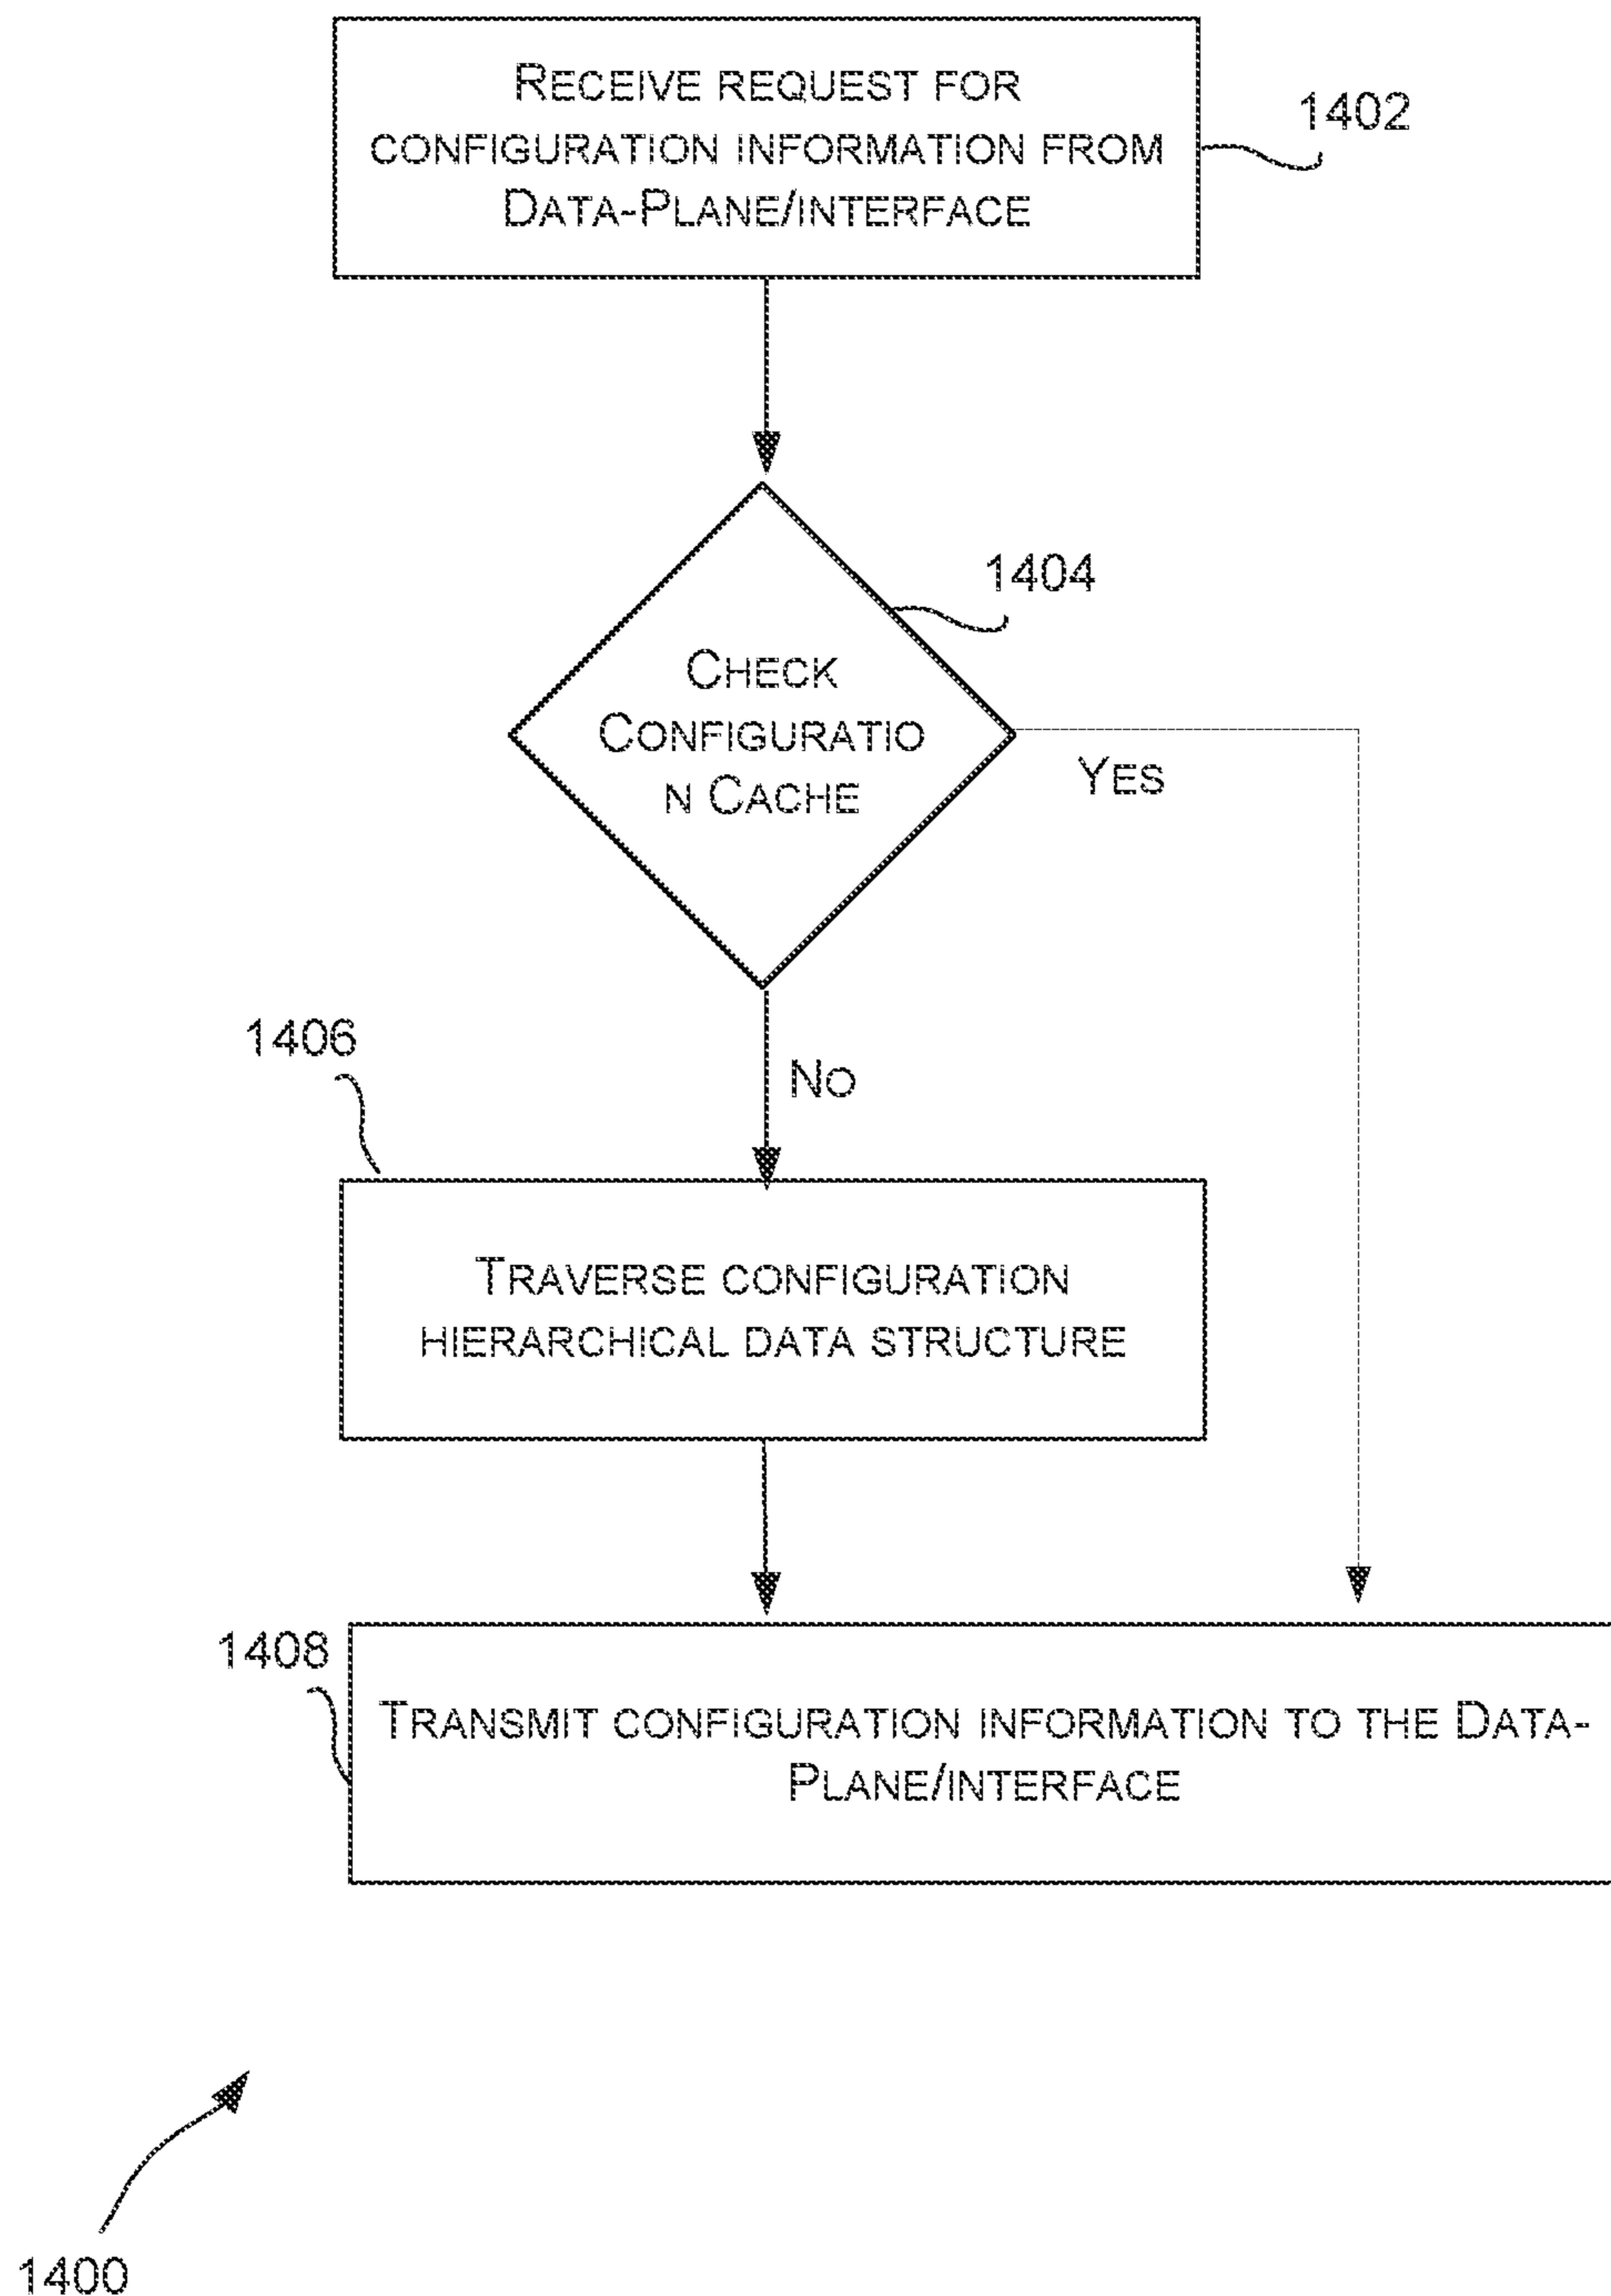 RECEIVE REQUEST FOR
CONFIGURATION INFORMATION FROM
DATA-PLANE/INTERFACE
1402
1404
CHECK
CONFIGURATIO
N CACHE
YES
1406
NO
TRAVERSE CONFIGURATION
HIERARCHICAL DATA STRUCTURE
1408
TRANSMIT CONFIGURATION INFORMATION TO THE DATA-
PLANE/INTERFACE
1400